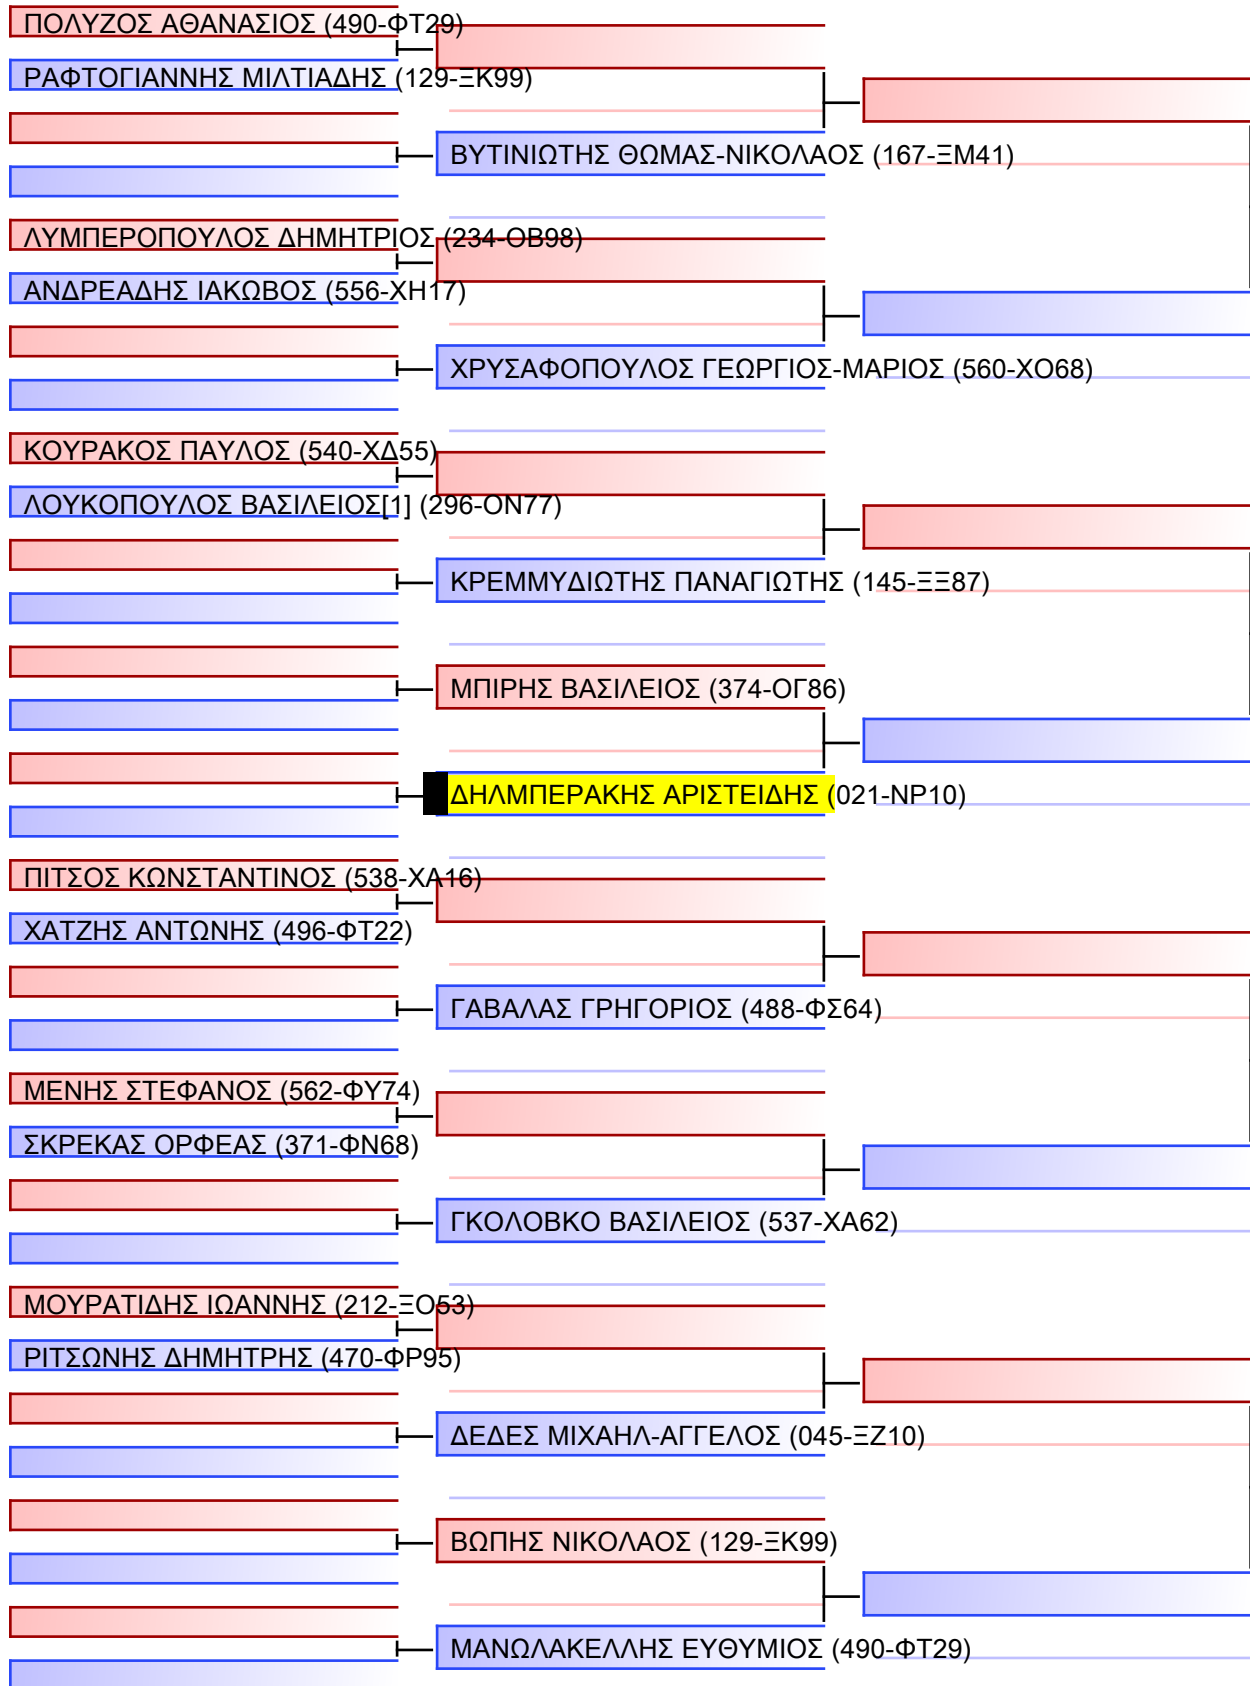 ΠΟΛΥΖΟΣ ΑΘΑΝΑΣΙΟΣ (490-ΦΤ29)
ΡΑΦΤΟΓΙΑΝΝΗΣ ΜΙΛΤΙΑΔΗΣ (129-ΞΚ99)
ΒΥΤΙΝΙΩΤΗΣ ΘΩΜΑΣ-ΝΙΚΟΛΑΟΣ (167-ΞΜ41)
ΛΥΜΠΕΡΟΠΟΥΛΟΣ ΔΗΜΗΤΡΙΟΣ (234-ΟΒ98)
ΑΝΔΡΕΑΔΗΣ ΙΑΚΩΒΟΣ (556-ΧΗ17)
ΧΡΥΣΑΦΟΠΟΥΛΟΣ ΓΕΩΡΓΙΟΣ-ΜΑΡΙΟΣ (560-ΧΟ68)
ΚΟΥΡΑΚΟΣ ΠΑΥΛΟΣ (540-ΧΔ55)
ΛΟΥΚΟΠΟΥΛΟΣ ΒΑΣΙΛΕΙΟΣ[1] (296-ΟΝ77)
ΚΡΕΜΜΥΔΙΩΤΗΣ ΠΑΝΑΓΙΩΤΗΣ (145-ΞΞ87)
ΜΠΙΡΗΣ ΒΑΣΙΛΕΙΟΣ (374-ΟΓ86)
ΔΗΛΜΠΕΡΑΚΗΣ ΑΡΙΣΤΕΙΔΗΣ (021-ΝΡ10)
ΠΙΤΣΟΣ ΚΩΝΣΤΑΝΤΙΝΟΣ (538-ΧΑ16)
ΧΑΤΖΗΣ ΑΝΤΩΝΗΣ (496-ΦΤ22)
ΓΑΒΑΛΑΣ ΓΡΗΓΟΡΙΟΣ (488-ΦΣ64)
ΜΕΝΗΣ ΣΤΕΦΑΝΟΣ (562-ΦΥ74)
ΣΚΡΕΚΑΣ ΟΡΦΕΑΣ (371-ΦΝ68)
ΓΚΟΛΟΒΚΟ ΒΑΣΙΛΕΙΟΣ (537-ΧΑ62)
ΜΟΥΡΑΤΙΔΗΣ ΙΩΑΝΝΗΣ (212-ΞΟ53)
ΡΙΤΣΩΝΗΣ ΔΗΜΗΤΡΗΣ (470-ΦΡ95)
ΔΕΔΕΣ ΜΙΧΑΗΛ-ΑΓΓΕΛΟΣ (045-ΞΖ10)
ΒΩΠΗΣ ΝΙΚΟΛΑΟΣ (129-ΞΚ99)
ΜΑΝΩΛΑΚΕΛΛΗΣ ΕΥΘΥΜΙΟΣ (490-ΦΤ29)